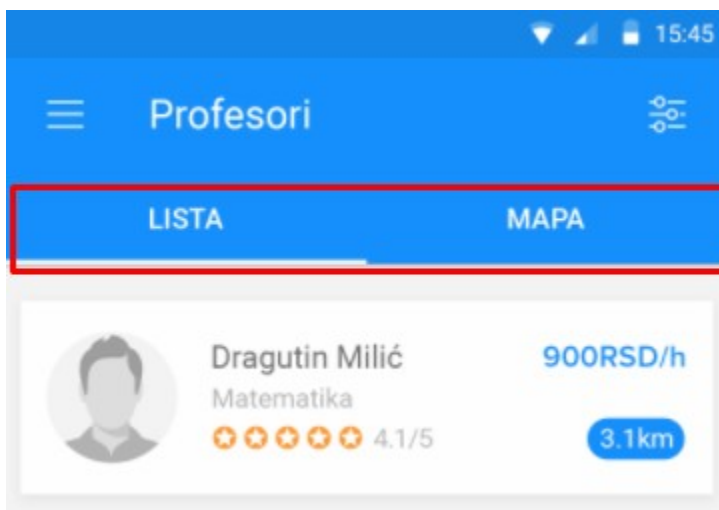 15:45
Profesori
LISTA MAPA
Dragutin Milić 900RSD/h
Matematika
4.1/5 3.1km